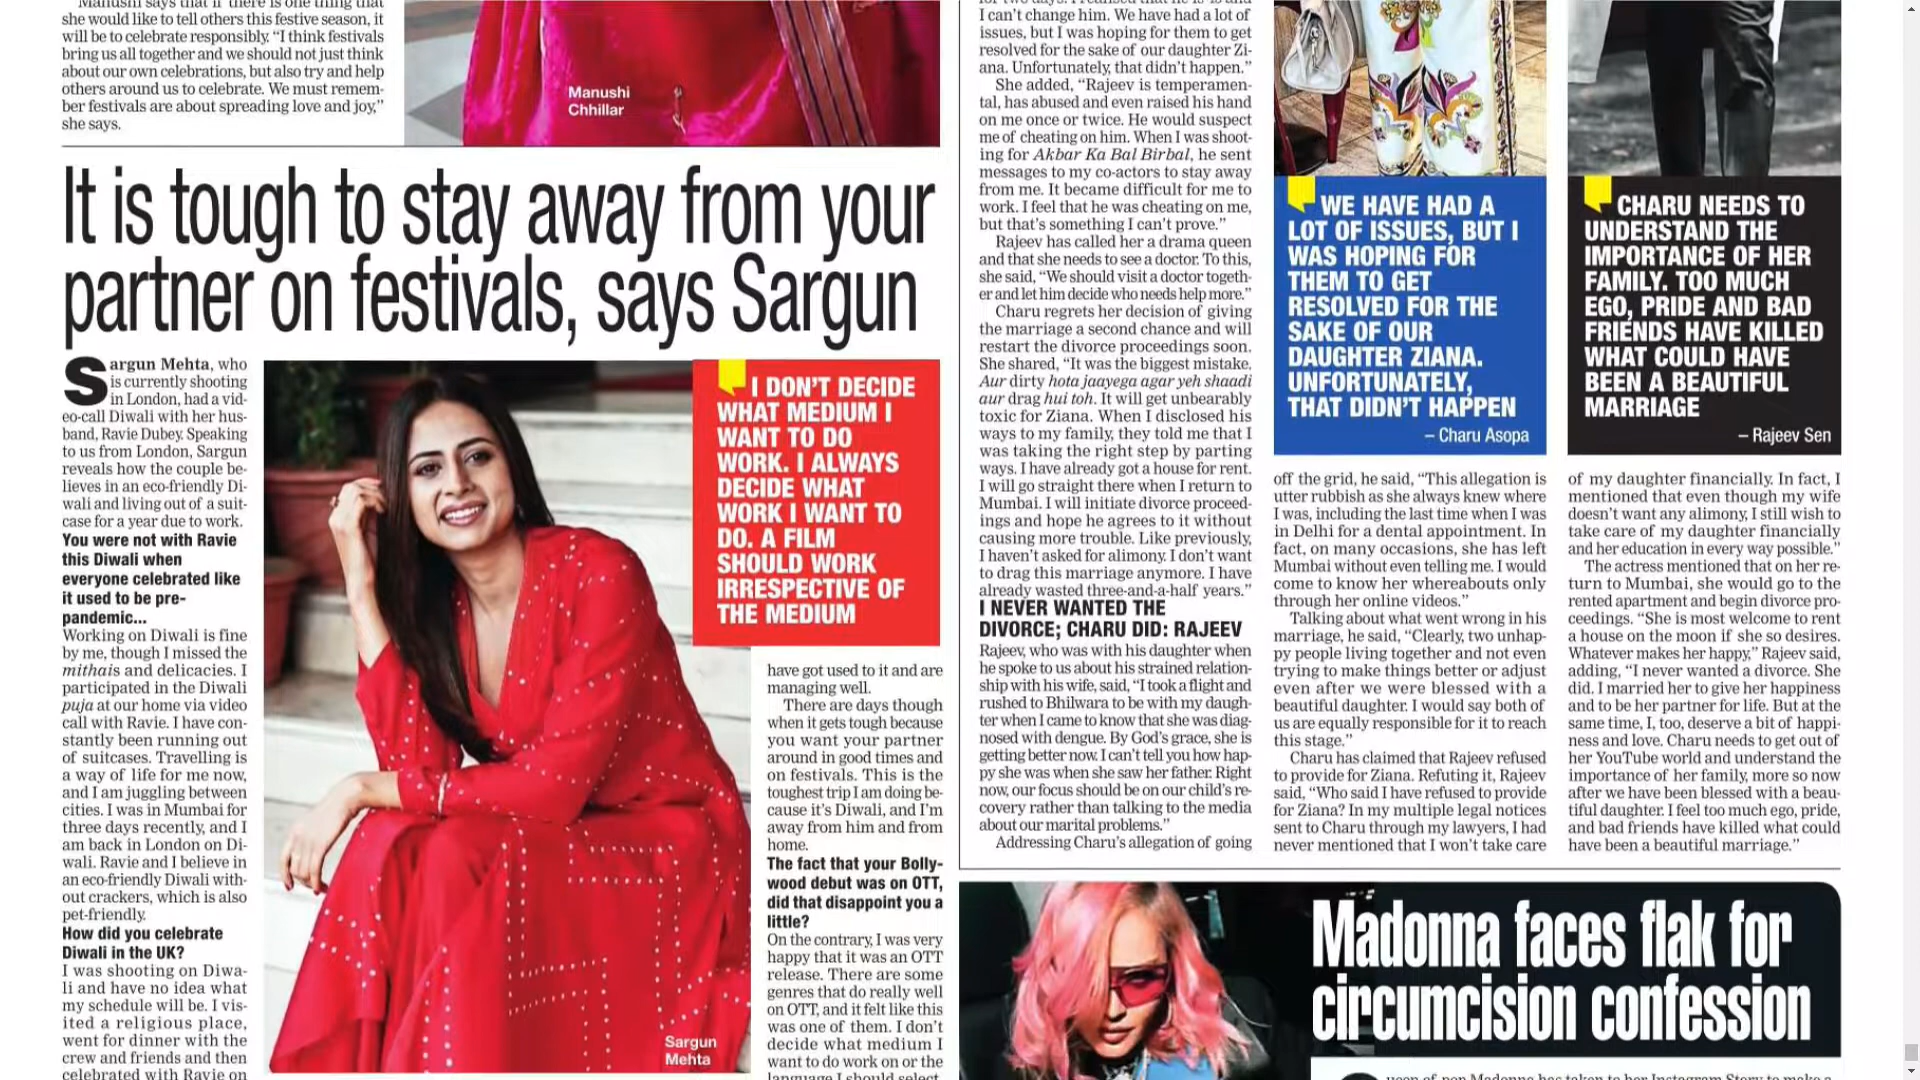 Manushi says that if there is one thing that
she would like to tell others this festive season, it
will be to celebrate responsibly. “I think festivals
bring us all together and we should not just think
about our own celebrations, but also try and help
others around us to celebrate. We must remem-
ber festivals are about spreading love and joy,”
she says.
Manushi
Chhillar
It is tough to stay away from your
partner on festivals, says Sargun
Sargun Mehta, who
is currently shooting
in London, had a vid-
eo-call Diwali with her hus-
band, Ravie Dubey. Speaking
to us from London, Sargun
reveals how the couple be-
lieves in an eco-friendly Di-
wali and living out of a suit-
case for a year due to work.
You were not with Ravie
this Diwali when
everyone celebrated like
it used to be pre-
pandemic...
Working on Diwali is fine
by me, though I missed the
mithais and delicacies. I
participated in the Diwali
puja at our home via video
call with Ravie. I have con-
stantly been running out
of suitcases. Travelling is
a way of life for me now,
and I am juggling between
cities. I was in Mumbai for
three days recently, and I
am back in London on Di-
wali. Ravie and I believe in
an eco-friendly Diwali with-
out crackers, which is also
pet-friendly.
How did you celebrate
Diwali in the UK?
I was shooting on Diwa-
li and have no idea what
my schedule will be. I vis-
ited a religious place,
went for dinner with the
crew and friends and then
celebrated with Ravie on
I DON’T DECIDE
WHAT MEDIUM I
WANT TO DO
WORK. I ALWAYS
DECIDE WHAT
WORK I WANT TO
DO. A FILM
SHOULD WORK
IRRESPECTIVE OF
THE MEDIUM
Sargun
Mehta
have got used to it and are
managing well.
There are days though
when it gets tough because
you want your partner
around in good times and
on festivals. This is the
toughest trip I am doing be-
cause it’s Diwali, and I’m
away from him and from
home.
The fact that your Bolly-
wood debut was on OTT,
did that disappoint you a
little?
On the contrary, I was very
happy that it was an OTT
release. There are some
genres that do really well
on OTT, and it felt like this
was one of them. I don’t
decide what medium I
want to do work on or the
language I should select.
I can’t change him. We have had a lot of
issues, but I was hoping for them to get
resolved for the sake of our daughter Zi-
ana. Unfortunately, that didn’t happen.”
She added, “Rajeev is temperamen-
tal, has abused and even raised his hand
on me once or twice. He would suspect
me of cheating on him. When I was shoot-
ing for Akbar Ka Bal Birbal, he sent
messages to my co-actors to stay away
from me. It became difficult for me to
work. I feel that he was cheating on me,
but that’s something I can’t prove.”
Rajeev has called her a drama queen
and that she needs to see a doctor. To this,
she said, “We should visit a doctor togeth-
er and let him decide who needs help more.”
Charu regrets her decision of giving
the marriage a second chance and will
restart the divorce proceedings soon.
She shared, “It was the biggest mistake.
Aur dirty hota jaayega agar yeh shaadi
aur drag hui toh. It will get unbearably
toxic for Ziana. When I disclosed his
ways to my family, they told me that I
was taking the right step by parting
ways. I have already got a house for rent.
I will go straight there when I return to
Mumbai. I will initiate divorce proceed-
ings and hope he agrees to it without
causing more trouble. Like previously,
I haven’t asked for alimony. I don’t want
to drag this marriage anymore. I have
already wasted three-and-a-half years.”
I NEVER WANTED THE
DIVORCE; CHARU DID: RAJEEV
Rajeev, who was with his daughter when
he spoke to us about his strained relation-
ship with his wife, said, “I took a flight and
rushed to Bhilwara to be with my daugh-
ter when I came to know that she was diag-
nosed with dengue. By God’s grace, she is
getting better now. I can’t tell you how hap-
py she was when she saw her father. Right
now, our focus should be on our child’s re-
covery rather than talking to the media
about our marital problems.”
Addressing Charu’s allegation of going
WE HAVE HAD A
LOT OF ISSUES, BUT I
WAS HOPING FOR
THEM TO GET
RESOLVED FOR THE
SAKE OF OUR
DAUGHTER ZIANA.
UNFORTUNATELY,
THAT DIDN’T HAPPEN
– Charu Asopa
off the grid, he said, “This allegation is
utter rubbish as she always knew where
I was, including the last time when I was
in Delhi for a dental appointment. In
fact, on many occasions, she has left
Mumbai without even telling me. I would
come to know her whereabouts only
through her online videos.”
Talking about what went wrong in his
marriage, he said, “Clearly, two unhap-
py people living together and not even
trying to make things better or adjust
even after we were blessed with a
beautiful daughter. I would say both of
us are equally responsible for it to reach
this stage.”
Charu has claimed that Rajeev refused
to provide for Ziana. Refuting it, Rajeev
said, “Who said I have refused to provide
for Ziana? In my multiple legal notices
sent to Charu through my lawyers, I had
never mentioned that I won’t take care
CHARU NEEDS TO
UNDERSTAND THE
IMPORTANCE OF HER
FAMILY. TOO MUCH
EGO, PRIDE AND BAD
FRIENDS HAVE KILLED
WHAT COULD HAVE
BEEN A BEAUTIFUL
MARRIAGE
– Rajeev Sen
of my daughter financially. In fact, I
mentioned that even though my wife
doesn’t want any alimony, I still wish to
take care of my daughter financially
and her education in every way possible.”
The actress mentioned that on her re-
turn to Mumbai, she would go to the
rented apartment and begin divorce pro-
ceedings. “She is most welcome to rent
a house on the moon if she so desires.
Whatever makes her happy,” Rajeev said,
adding, “I never wanted a divorce. She
did. I married her to give her happiness
and to be her partner for life. But at the
same time, I, too, deserve a bit of happi-
ness and love. Charu needs to get out of
her YouTube world and understand the
importance of her family, more so now
after we have been blessed with a beau-
tiful daughter. I feel too much ego, pride,
and bad friends have killed what could
have been a beautiful marriage.”
Madonna faces flak for
circumcision confession
Queen of pop Madonna has taken to her Instagram Story to make a